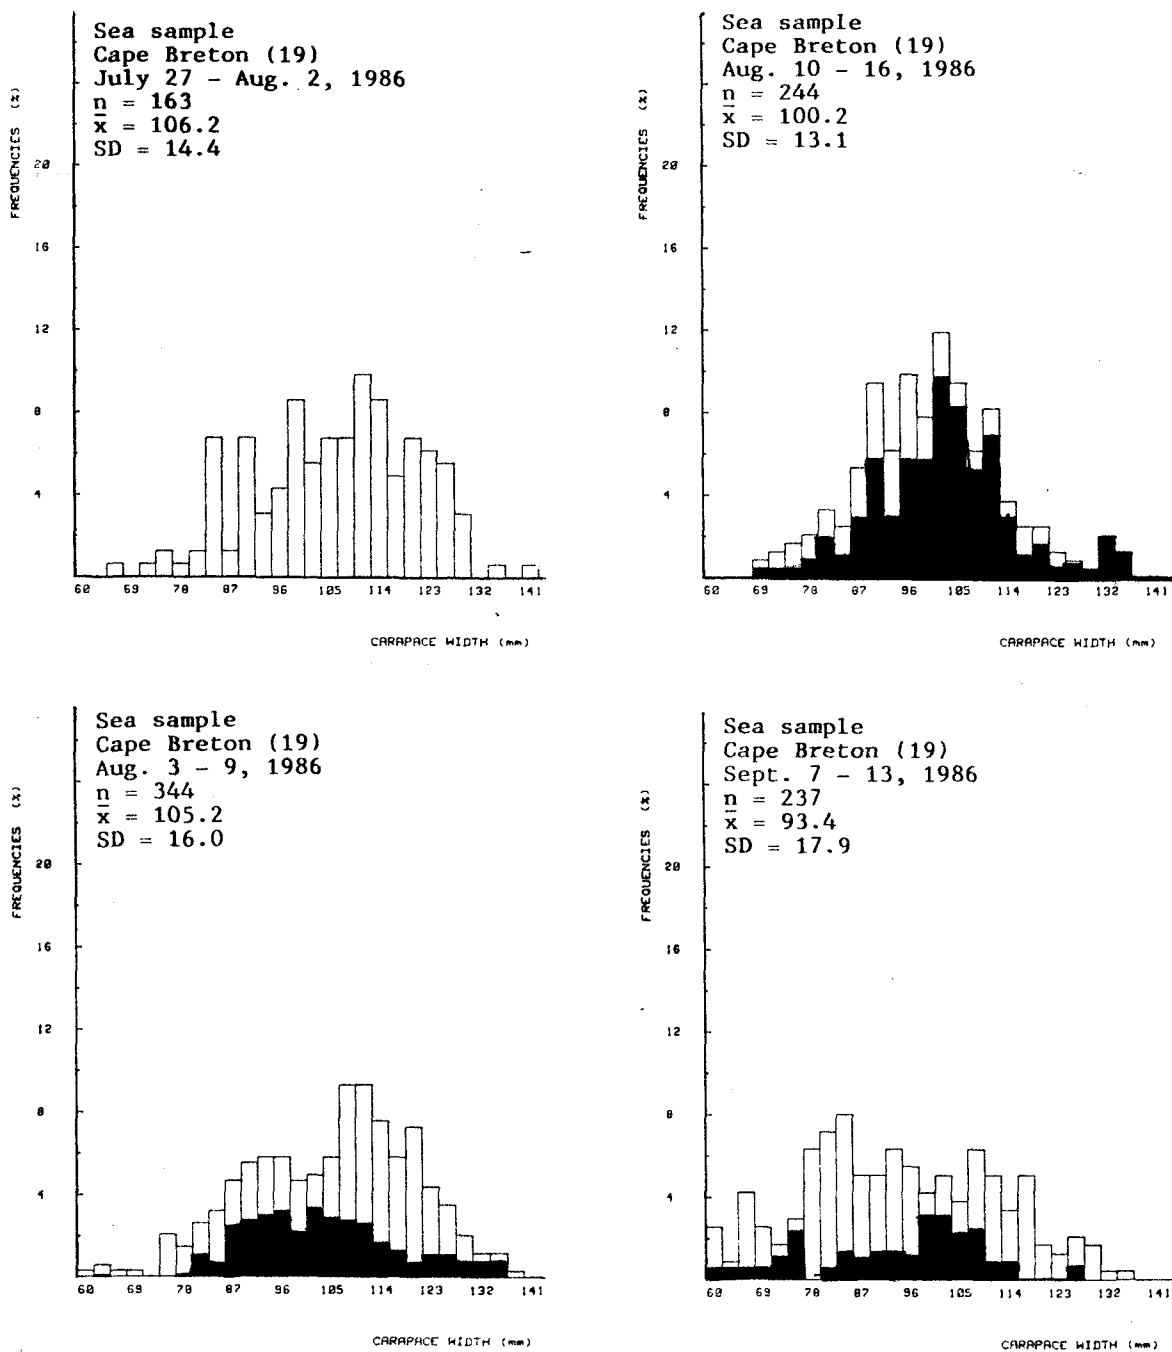 Sea sample
Cape Breton (19)
July 27 - Aug. 2, 1986
n = 163
x̄ = 106.2
SD = 14.4
FREQUENCIES (%)
20
16
12
8
4
60 69 78 87 96 105 114 123 132 141
CARAPACE WIDTH (mm)
Sea sample
Cape Breton (19)
Aug. 10 - 16, 1986
n = 244
x̄ = 100.2
SD = 13.1
FREQUENCIES (%)
20
16
12
8
4
60 69 78 87 96 105 114 123 132 141
CARAPACE WIDTH (mm)
Sea sample
Cape Breton (19)
Aug. 3 - 9, 1986
n = 344
x̄ = 105.2
SD = 16.0
FREQUENCIES (%)
20
16
12
8
4
60 69 78 87 96 105 114 123 132 141
CARAPACE WIDTH (mm)
Sea sample
Cape Breton (19)
Sept. 7 - 13, 1986
n = 237
x̄ = 93.4
SD = 17.9
FREQUENCIES (%)
20
16
12
8
4
60 69 78 87 96 105 114 123 132 141
CARAPACE WIDTH (mm)